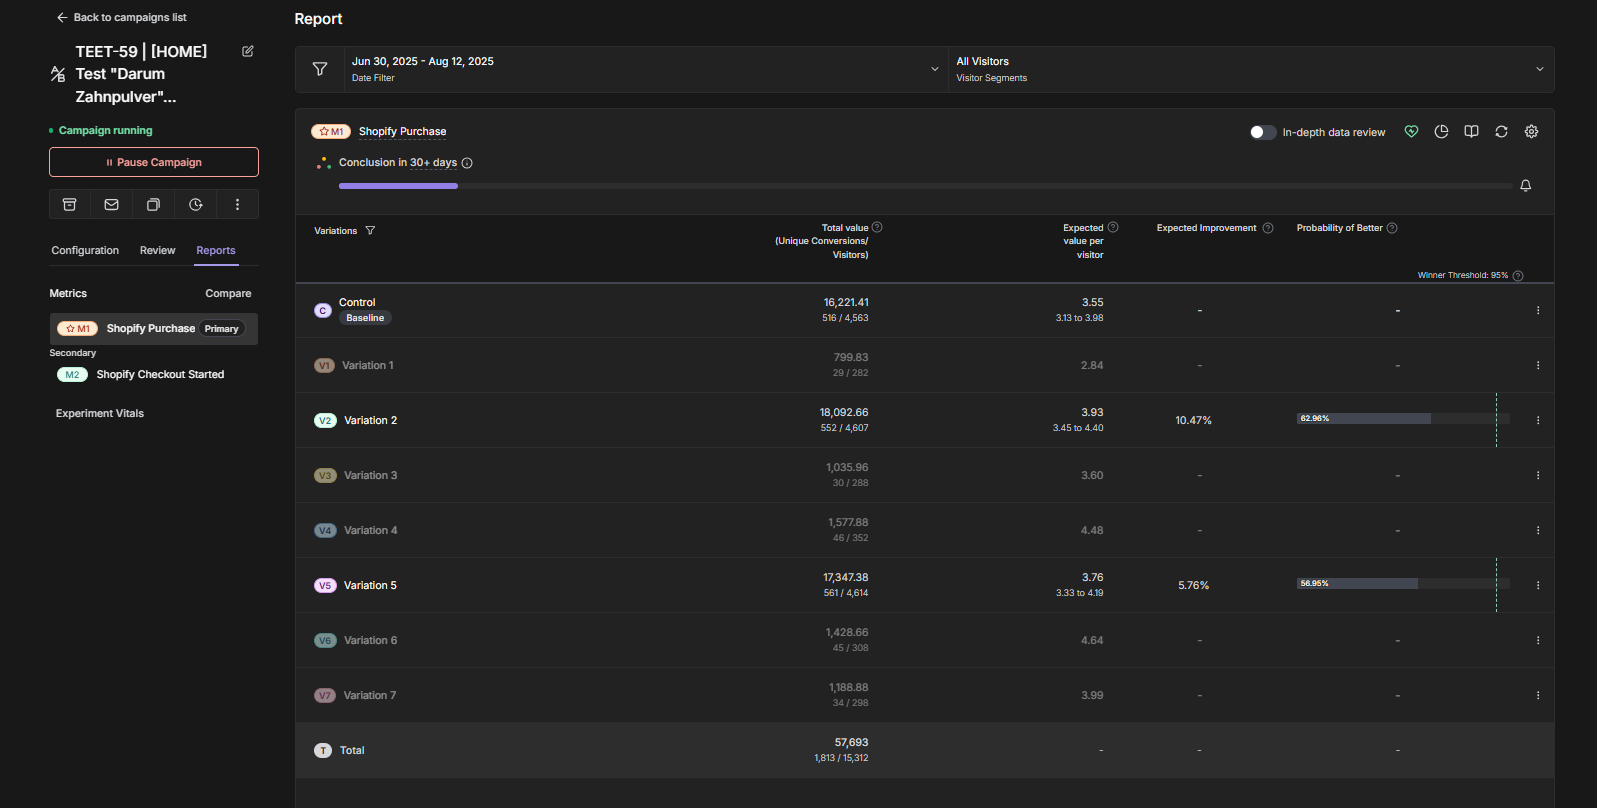 Back to campaigns list
TEET-59 | [HOME]
Test "Darum
Zahnpulver"...
Campaign running
Pause Campaign
Configuration Review Reports
Metrics Compare
M1 Shopify Purchase Primary
Secondary
M2 Shopify Checkout Started
Experiment Vitals
Report
Jun 30, 2025 - Aug 12, 2025
Date Filter
All Visitors
Visitor Segments
M1 Shopify Purchase
In-depth data review
Conclusion in 30+ days
Variations
Total value
(Unique Conversions/
Visitors)
Expected
value per
visitor
Expected Improvement
Probability of Better
Winner Threshold: 95%
C Control 16,221.41 3.55 - -
Baseline 516 / 4,563 3.13 to 3.98
V1 Variation 1 799.83 2.84 - -
29 / 282
V2 Variation 2 18,092.66 3.93 10.47% 62.96%
552 / 4,607 3.45 to 4.40
V3 Variation 3 1,035.96 3.60 - -
30 / 288
V4 Variation 4 1,577.88 4.48 - -
46 / 352
V5 Variation 5 17,347.38 3.76 5.76% 56.95%
561 / 4,614 3.33 to 4.19
V6 Variation 6 1,428.66 4.64 - -
45 / 308
V7 Variation 7 1,188.88 3.99 - -
34 / 298
T Total 57,693 - - -
1,813 / 15,312